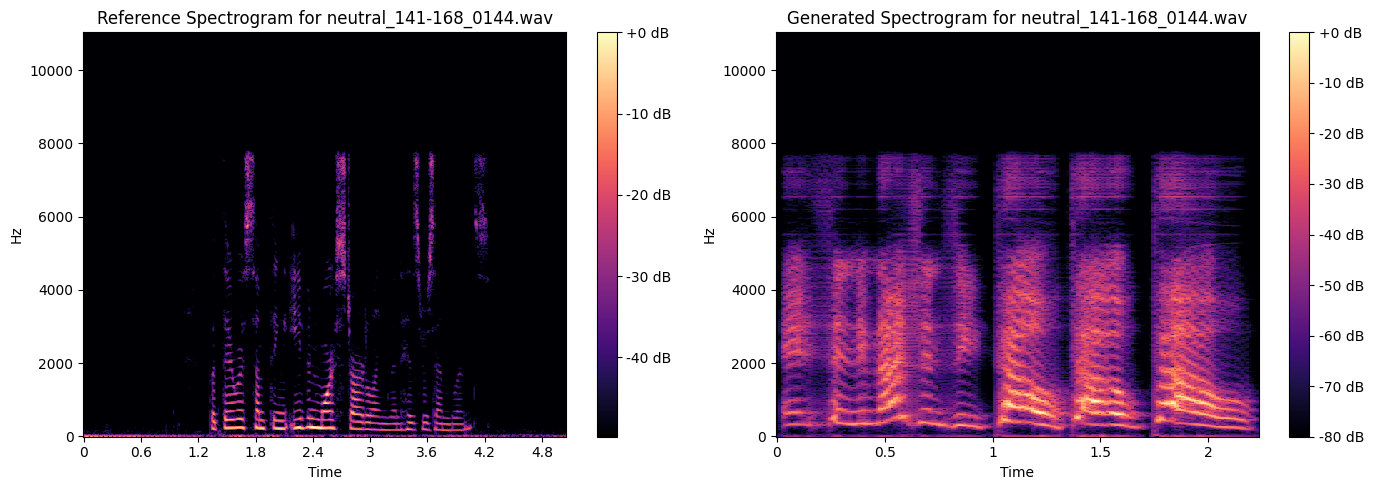 Reference Spectrogram for neutral_141-168_0144.wav
10000
8000
6000
4000
2000
0
Hz
0 0.6 1.2 1.8 2.4 3 3.6 4.2 4.8
Time
+0 dB
-10 dB
-20 dB
-30 dB
-40 dB
Generated Spectrogram for neutral_141-168_0144.wav
10000
8000
6000
4000
2000
0
Hz
0 0.5 1 1.5 2
Time
+0 dB
-10 dB
-20 dB
-30 dB
-40 dB
-50 dB
-60 dB
-70 dB
-80 dB